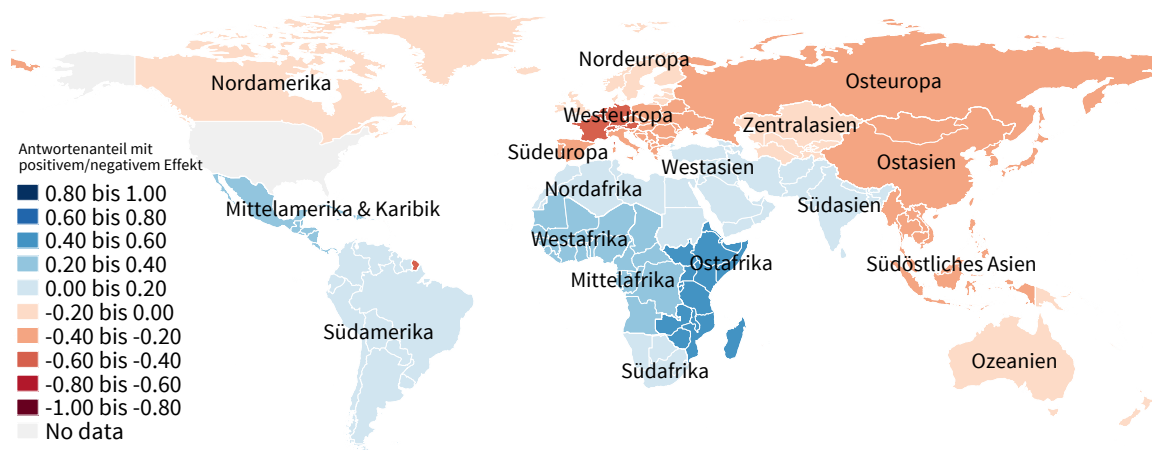 Nordeuropa
Nordamerika
Osteuropa
Westeuropa
Zentralasien
Antwortenanteil mit
positivem/negativem Effekt
Südeuropa
Westasien
Ostasien
0.80 bis 1.00
0.60 bis 0.80
0.40 bis 0.60
0.20 bis 0.40
0.00 bis 0.20
-0.20 bis 0.00
-0.40 bis -0.20
-0.60 bis -0.40
-0.80 bis -0.60
-1.00 bis -0.80
No data
Nordafrika
Mittelamerika & Karibik
Südasien
Westafrika
Ostafrika
Südöstliches Asien
Mittelafrika
Südamerika
Südafrika
Ozeanien